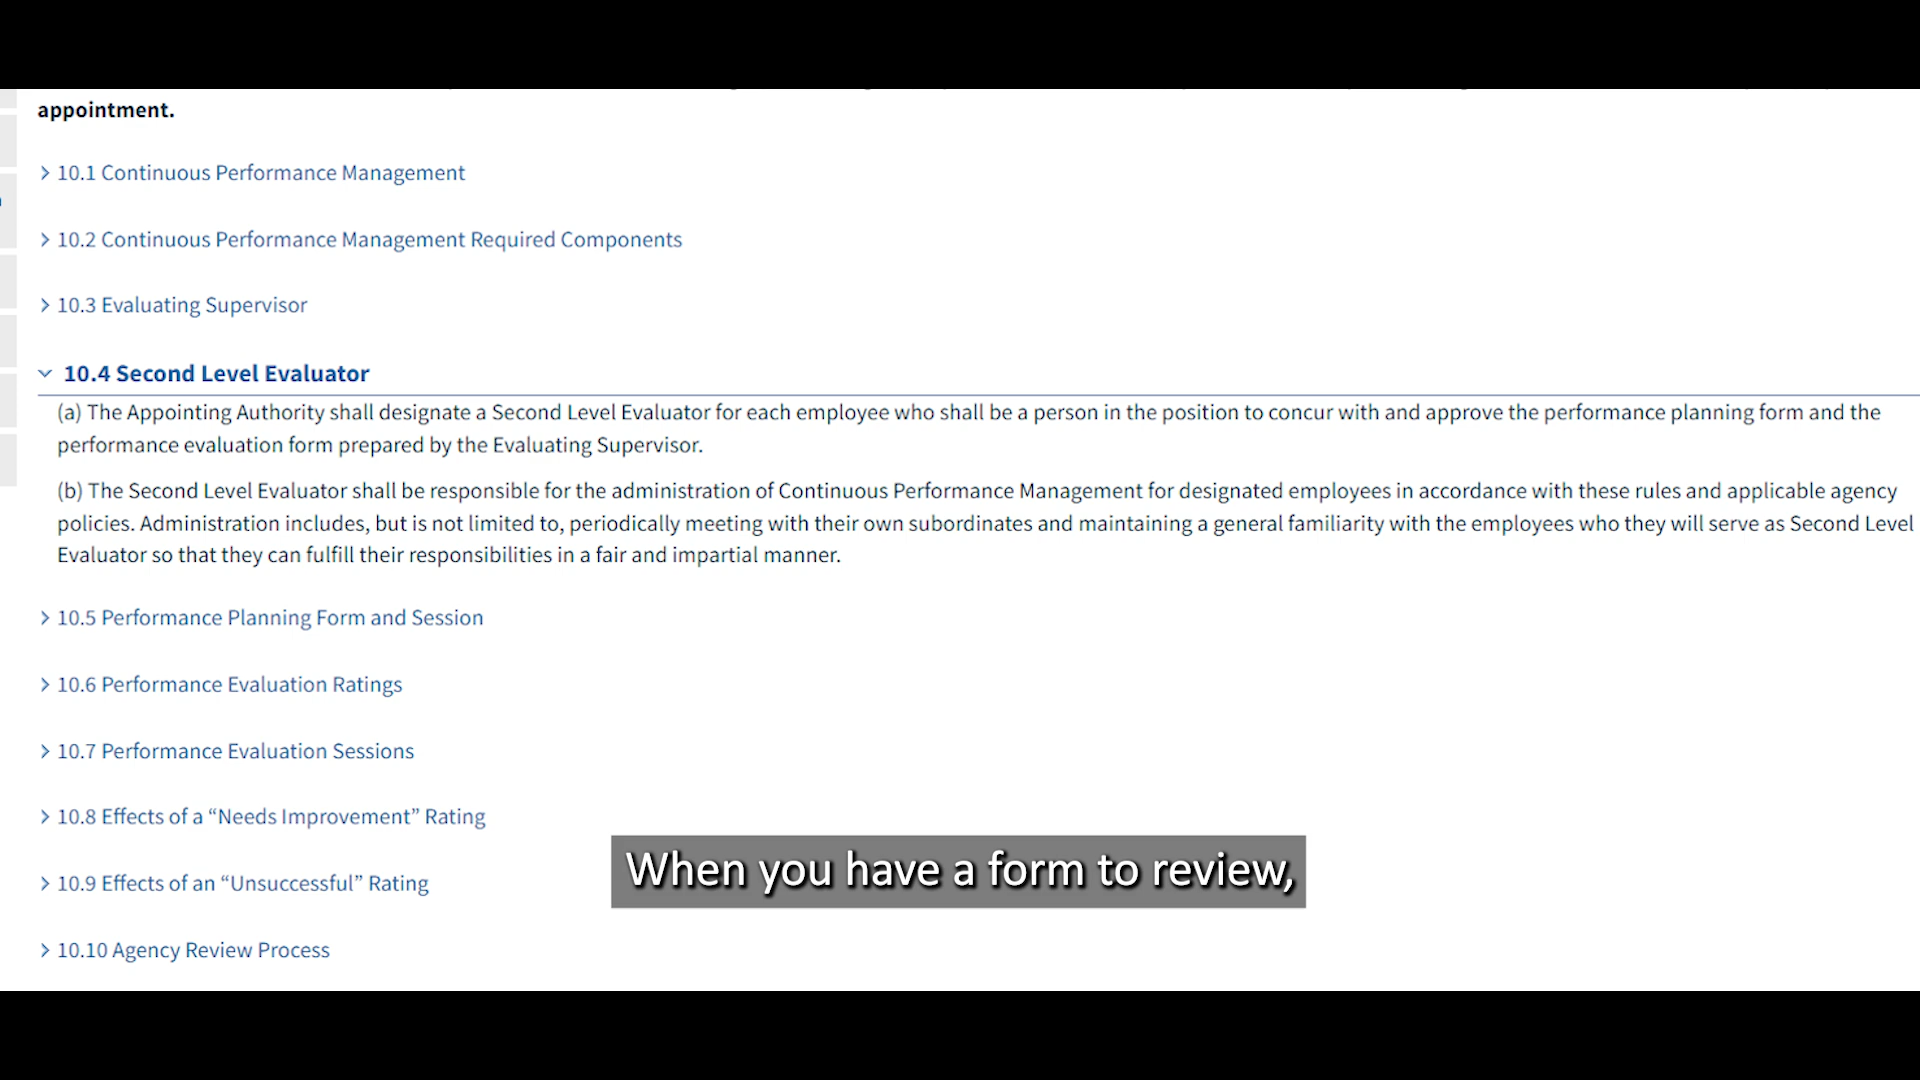 appointment.
10.1 Continuous Performance Management
10.2 Continuous Performance Management Required Components
10.3 Evaluating Supervisor
10.4 Second Level Evaluator
(a) The Appointing Authority shall designate a Second Level Evaluator for each employee who shall be a person in the position to concur with and approve the performance planning form and the
performance evaluation form prepared by the Evaluating Supervisor.
(b) The Second Level Evaluator shall be responsible for the administration of Continuous Performance Management for designated employees in accordance with these rules and applicable agency
policies. Administration includes, but is not limited to, periodically meeting with their own subordinates and maintaining a general familiarity with the employees who they will serve as Second Level
Evaluator so that they can fulfill their responsibilities in a fair and impartial manner.
10.5 Performance Planning Form and Session
10.6 Performance Evaluation Ratings
10.7 Performance Evaluation Sessions
10.8 Effects of a “Needs Improvement” Rating
When you have a form to review,
10.9 Effects of an “Unsuccessful” Rating
10.10 Agency Review Process